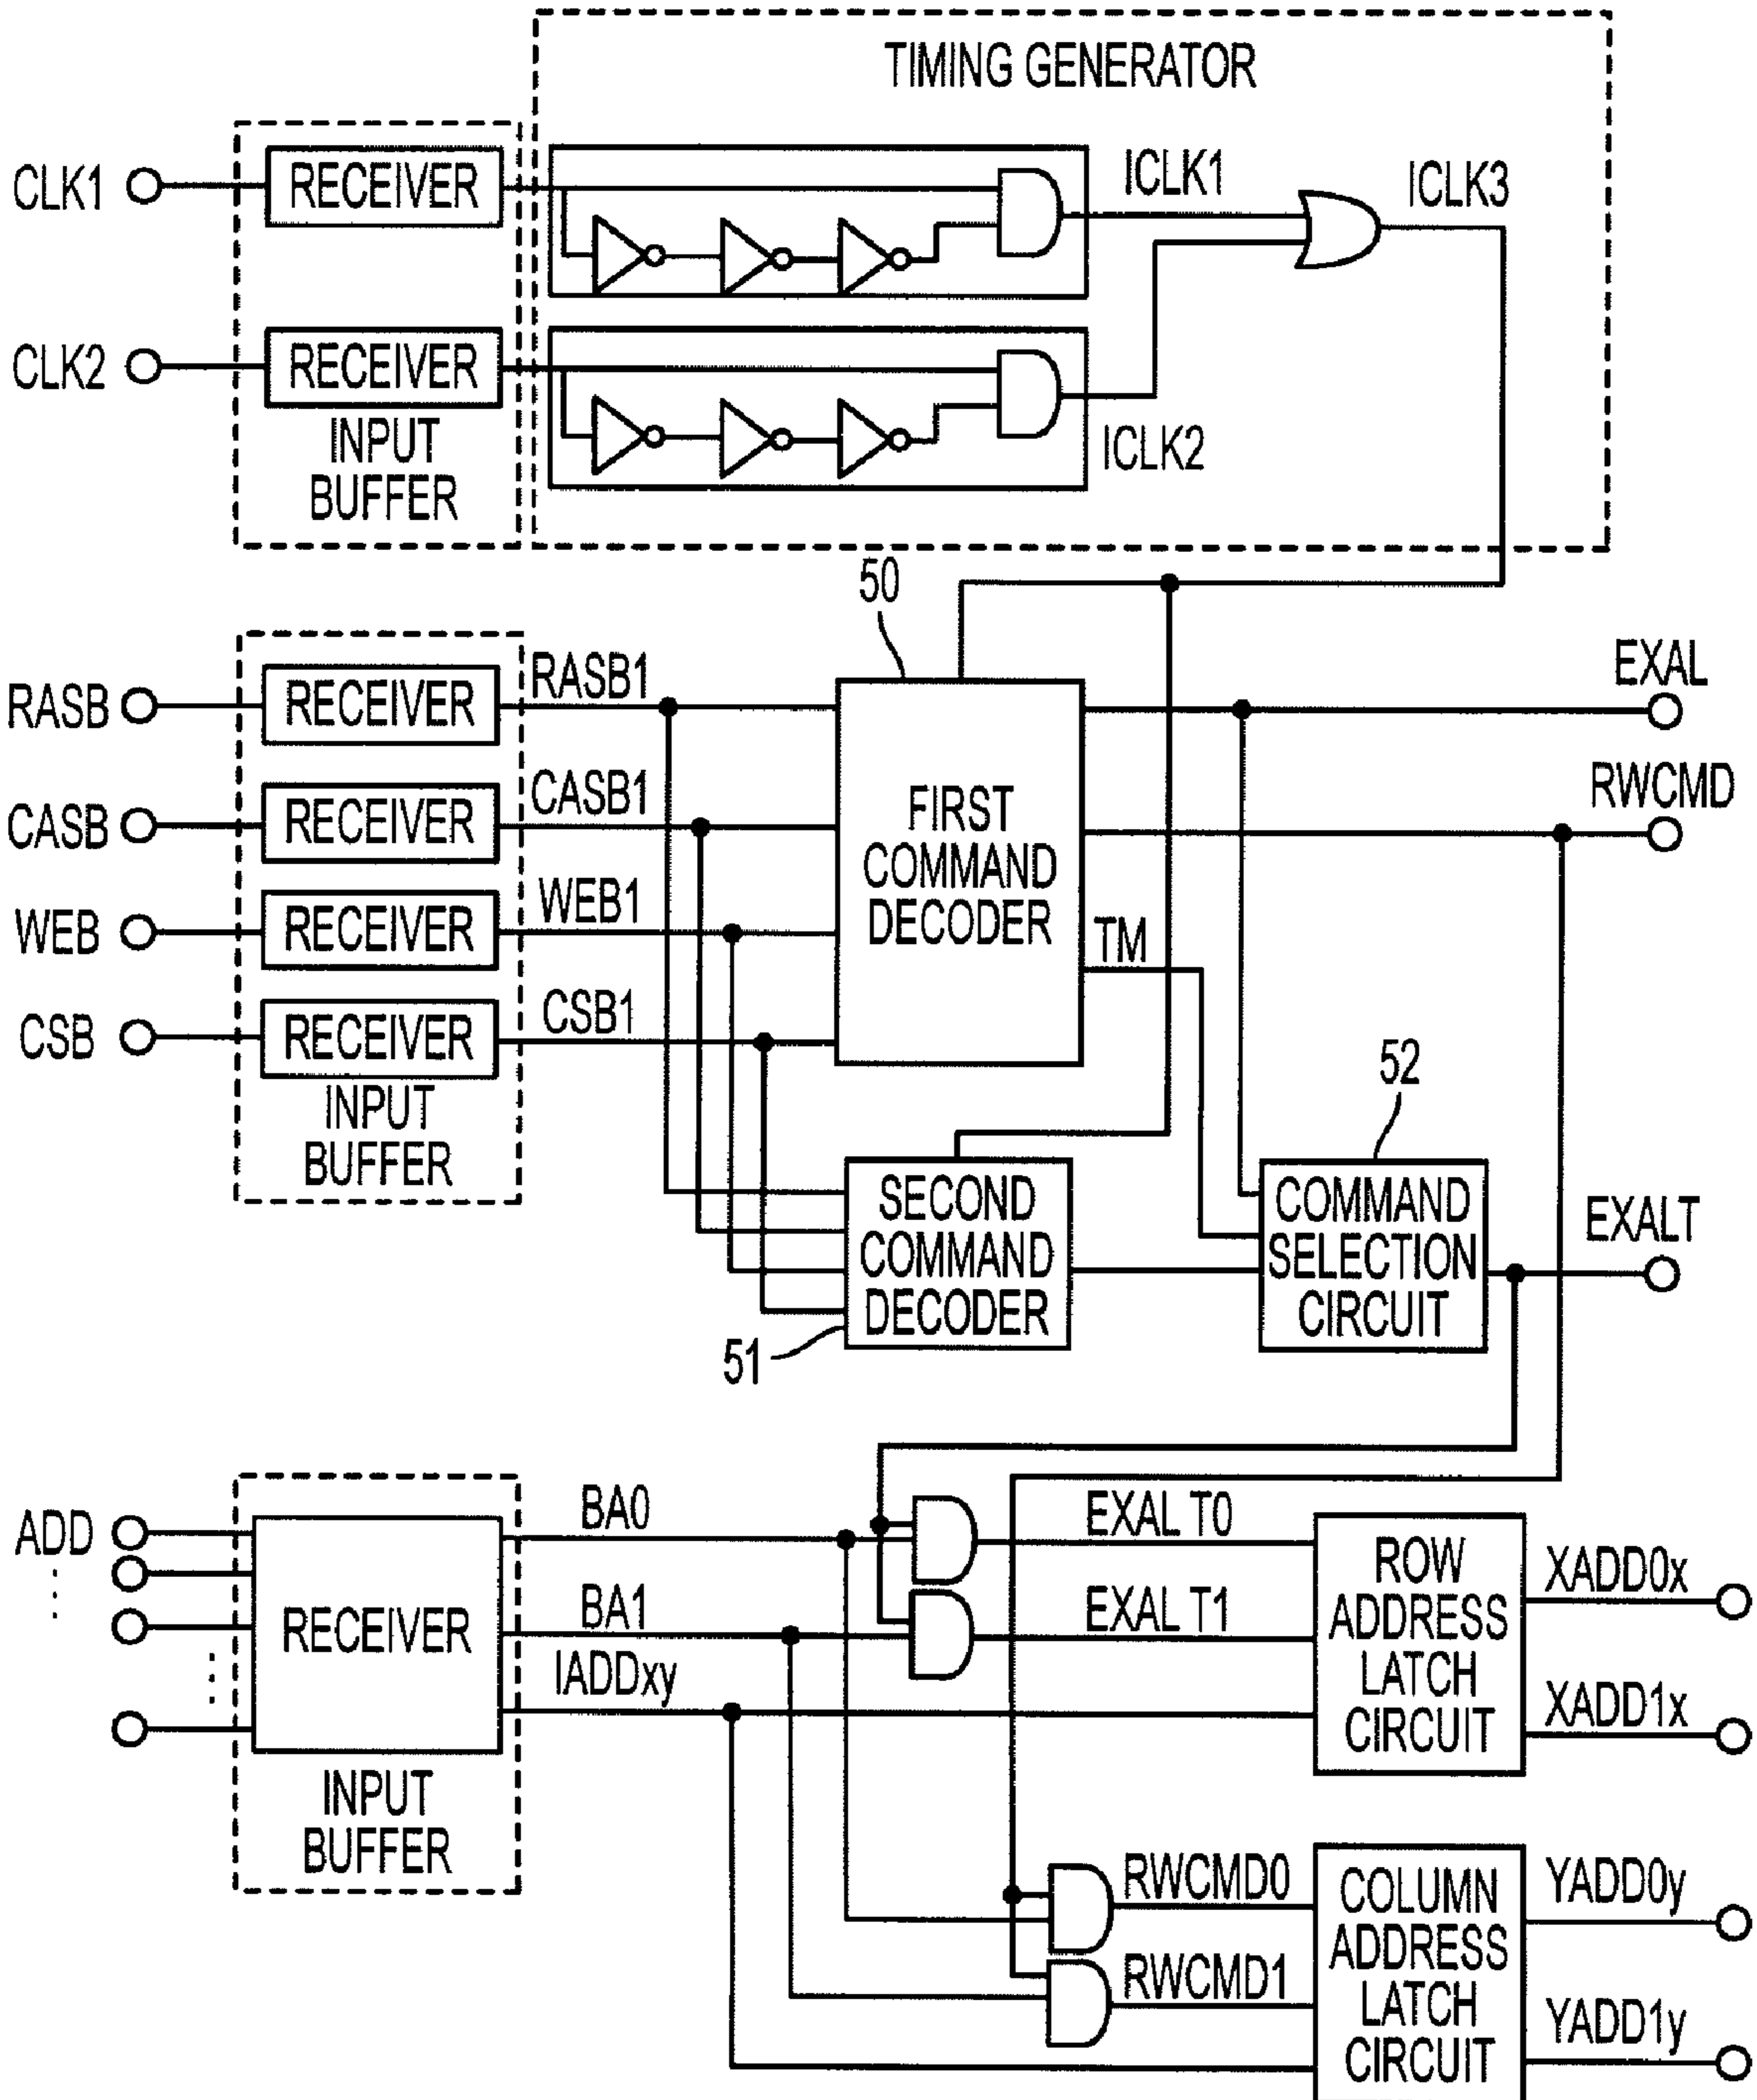 TIMING GENERATOR
CLK1
RECEIVER
ICLK1
ICLK3
CLK2
RECEIVER
INPUT
BUFFER
ICLK2
50
RASB
RECEIVER
RASB1
EXAL
CASB
RECEIVER
CASB1
RWCMD
FIRST
COMMAND
DECODER
WEB
RECEIVER
WEB1
TM
CSB
RECEIVER
CSB1
INPUT
BUFFER
52
SECOND
COMMAND
DECODER
51
COMMAND
SELECTION
CIRCUIT
EXALT
ADD
RECEIVER
INPUT
BUFFER
BA0
BA1
IADDxy
EXAL T0
EXAL T1
ROW
ADDRESS
LATCH
CIRCUIT
XADD0x
XADD1x
RWCMD0
RWCMD1
COLUMN
ADDRESS
LATCH
CIRCUIT
YADD0y
YADD1y